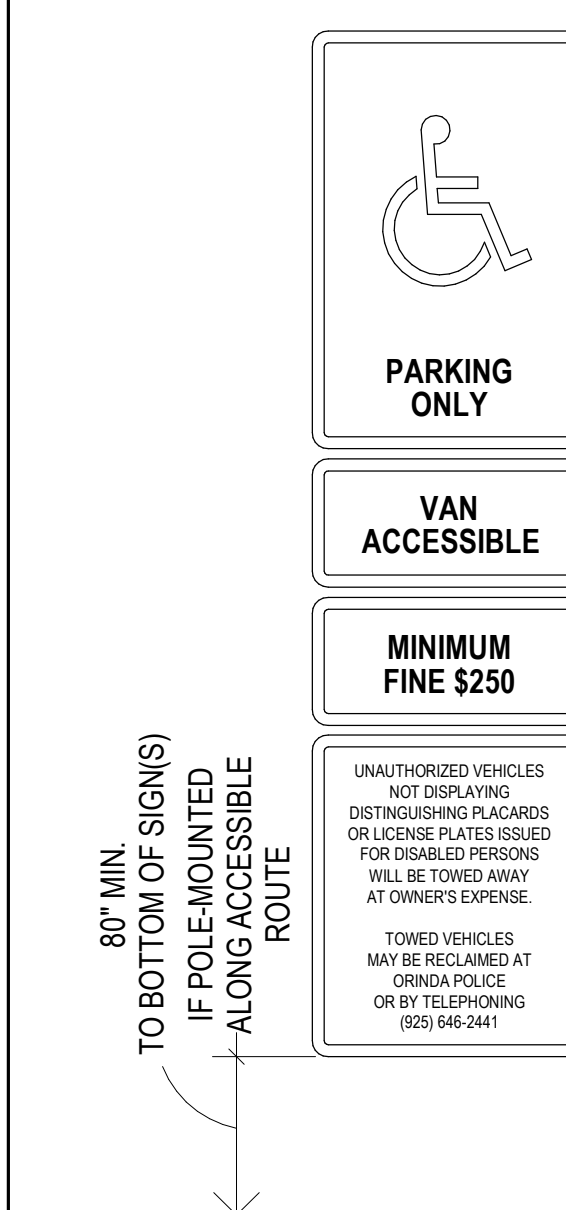 PARKING
ONLY
VAN
ACCESSIBLE
MINIMUM
FINE $250
UNAUTHORIZED VEHICLES
NOT DISPLAYING
DISTINGUISHING PLACARDS
OR LICENSE PLATES ISSUED
FOR DISABLED PERSONS
WILL BE TOWED AWAY
AT OWNER'S EXPENSE.
TOWED VEHICLES
MAY BE RECLAIMED AT
ORINDA POLICE
OR BY TELEPHONING
(925) 646-2441
80" MIN.
TO BOTTOM OF SIGN(S)
IF POLE-MOUNTED
ALONG ACCESSIBLE
ROUTE